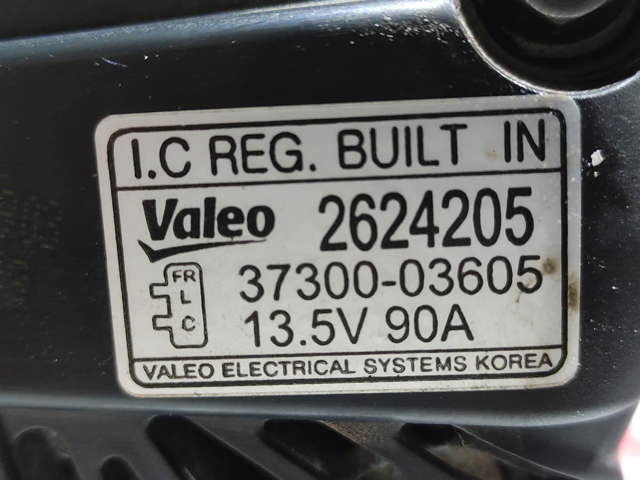 I.C REG. BUILT IN
Valeo 2624205
FR 37300-03605
L
C 13.5V 90A
VALEO ELECTRICAL SYSTEMS KOREA